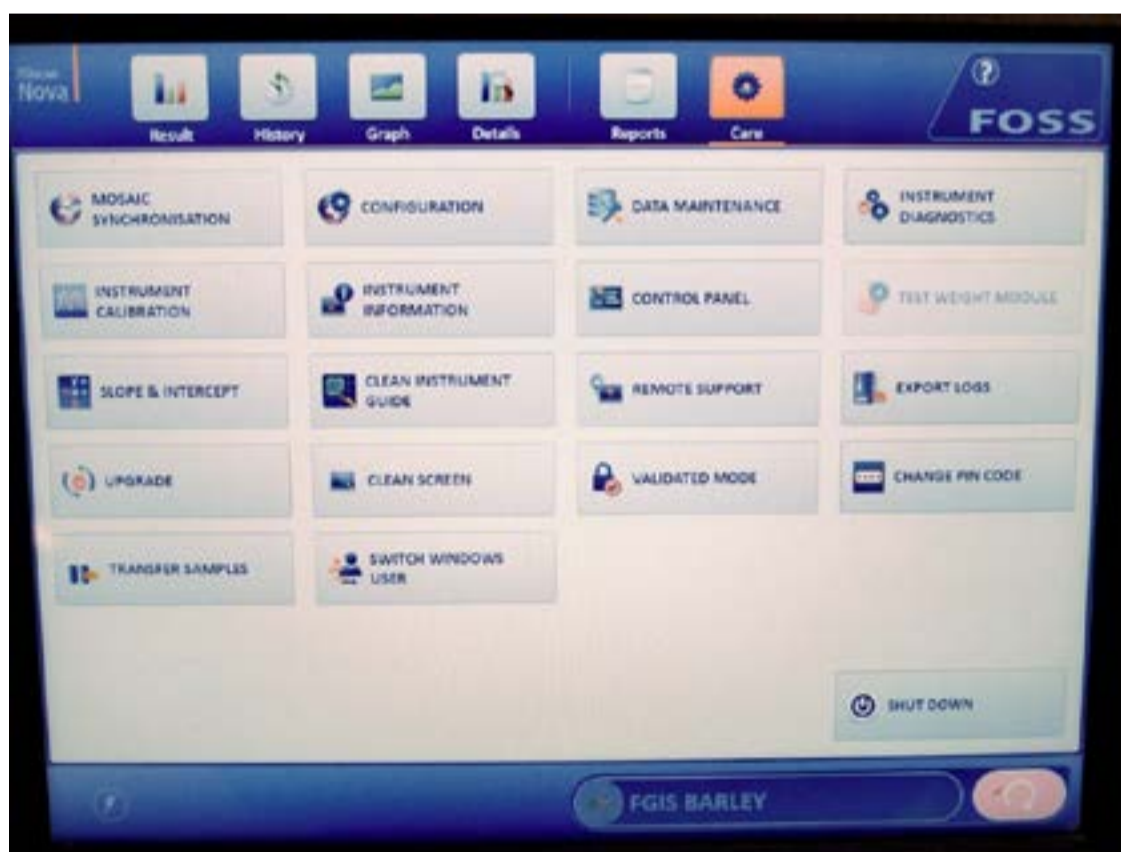 Nova
FOSS
Result
History
Graph
Details
Reports
Care
MOSAIC
SYNCHRONISATION
CONFIGURATION
DATA MAINTENANCE
INSTRUMENT
DIAGNOSTICS
INSTRUMENT
CALIBRATION
INSTRUMENT
INFORMATION
CONTROL PANEL
TEST WEIGHT MODULE
SLOPE & INTERCEPT
CLEAN INSTRUMENT
GUIDE
REMOTE SUPPORT
EXPORT LOGS
UPGRADE
CLEAN SCREEN
VALIDATED MODE
CHANGE PIN CODE
TRANSFER SAMPLES
SWITCH WINDOWS
USER
SHUT DOWN
FGIS BARLEY